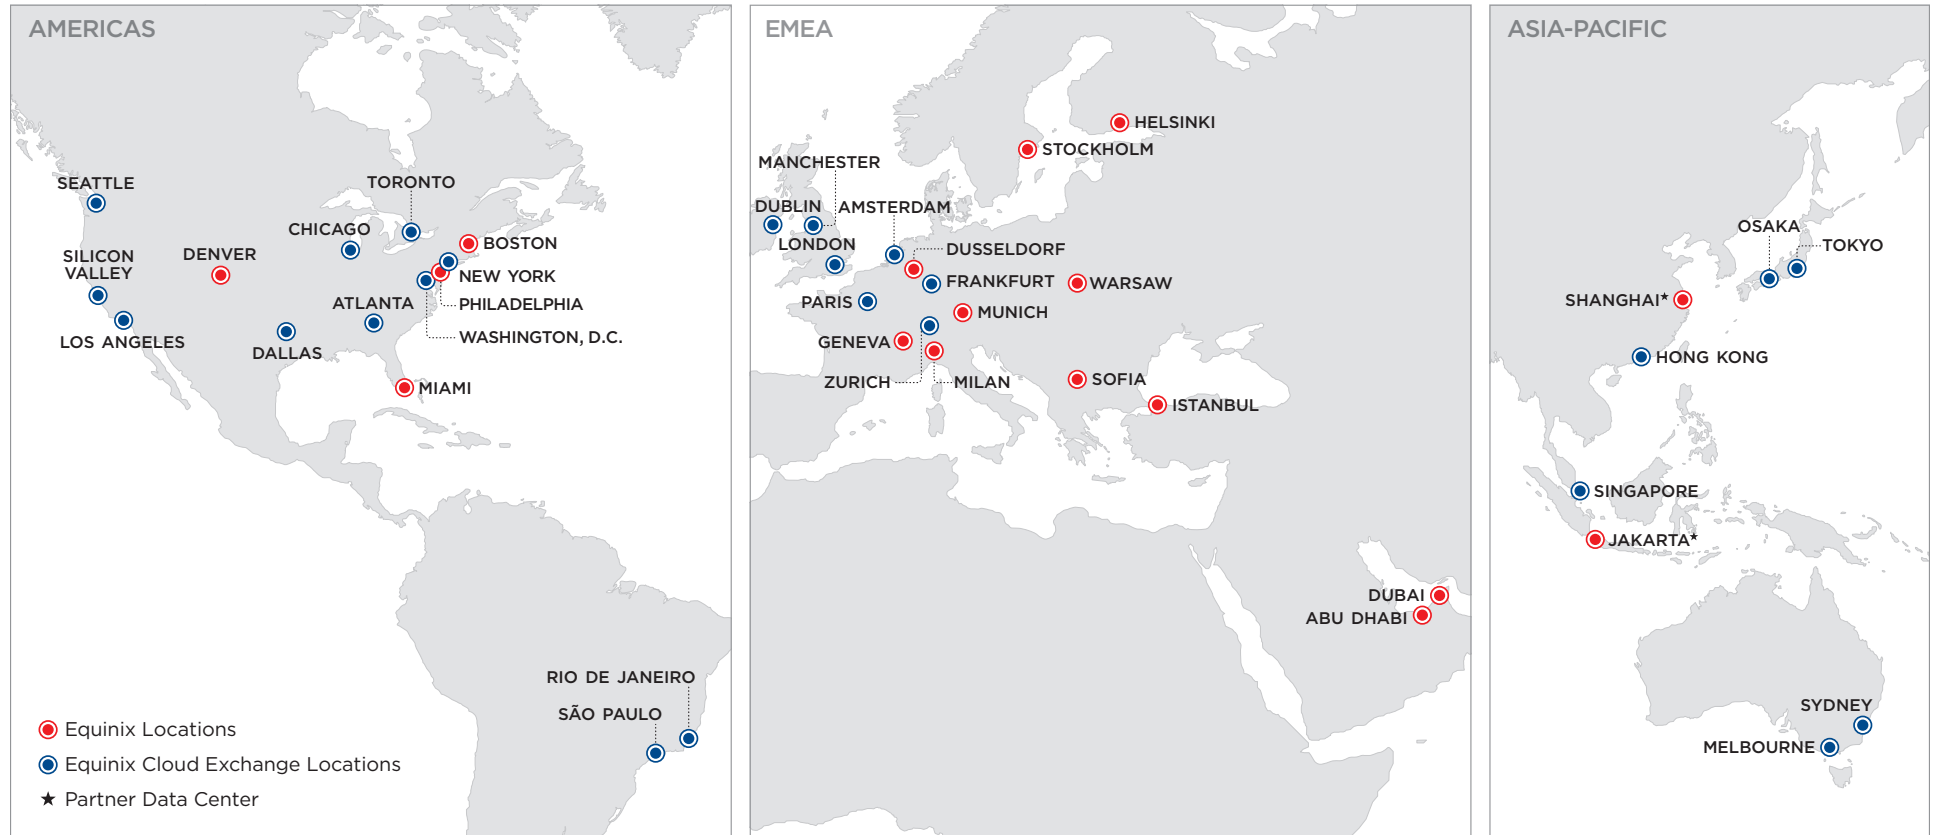 AMERICAS
SEATTLE
TORONTO
CHICAGO
BOSTON
SILICON
VALLEY
DENVER
NEW YORK
ATLANTA
PHILADELPHIA
LOS ANGELES
DALLAS
WASHINGTON, D.C.
MIAMI
RIO DE JANEIRO
SÃO PAULO
Equinix Locations
Equinix Cloud Exchange Locations
★ Partner Data Center
EMEA
HELSINKI
STOCKHOLM
MANCHESTER
DUBLIN
AMSTERDAM
LONDON
DUSSELDORF
FRANKFURT
WARSAW
PARIS
MUNICH
GENEVA
ZURICH
MILAN
SOFIA
ISTANBUL
DUBAI
ABU DHABI
ASIA-PACIFIC
OSAKA
TOKYO
SHANGHAI★
HONG KONG
SINGAPORE
JAKARTA★
SYDNEY
MELBOURNE